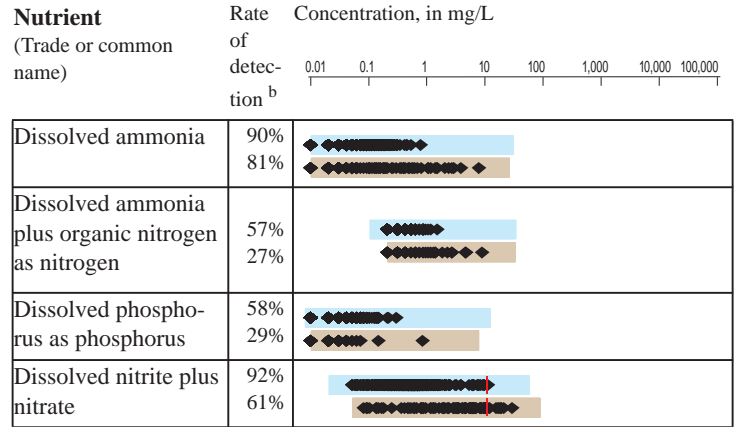 Nutrient
(Trade or common
name)
Rate
of
detec-
tion b
Concentration, in mg/L
0.01 0.1 1 10 100 1,000 10,000 100,000
Dissolved ammonia
90%
81%
Dissolved ammonia
plus organic nitrogen
as nitrogen
57%
27%
Dissolved phospho-
rus as phosphorus
58%
29%
Dissolved nitrite plus
nitrate
92%
61%